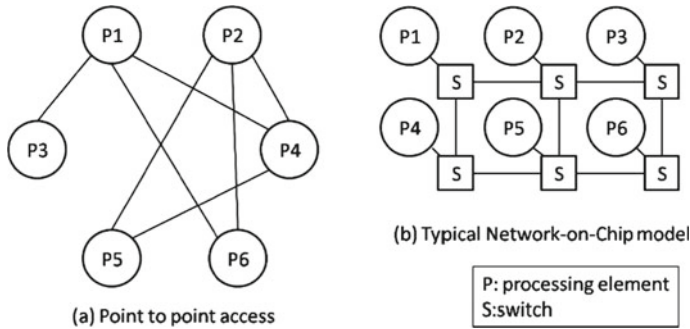 P1
P2
P3
P4
P5
P6
(a) Point to point access
P1
P2
P3
S
S
S
P4
P5
P6
S
S
S
(b) Typical Network-on-Chip model
P: processing element
S:switch